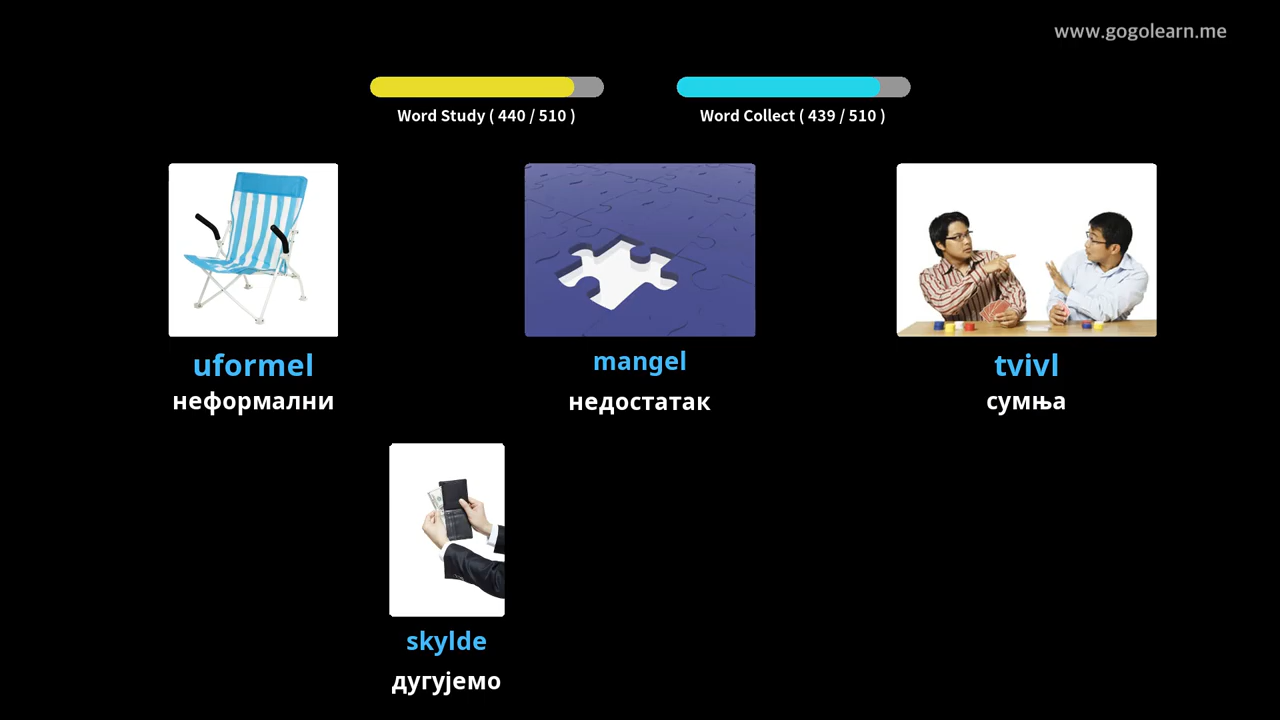 www.gogolearn.me
Word Study ( 440 / 510 )
Word Collect ( 439 / 510 )
uformel
неформални
mangel
недостатак
tvivl
сумња
skylde
дугујемо